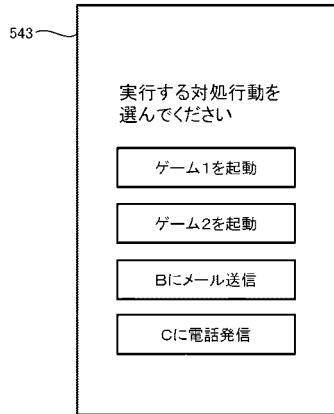 543
実行する対処行動を
選んでください
ゲーム1を起動
ゲーム2を起動
Bにメール送信
Cに電話発信